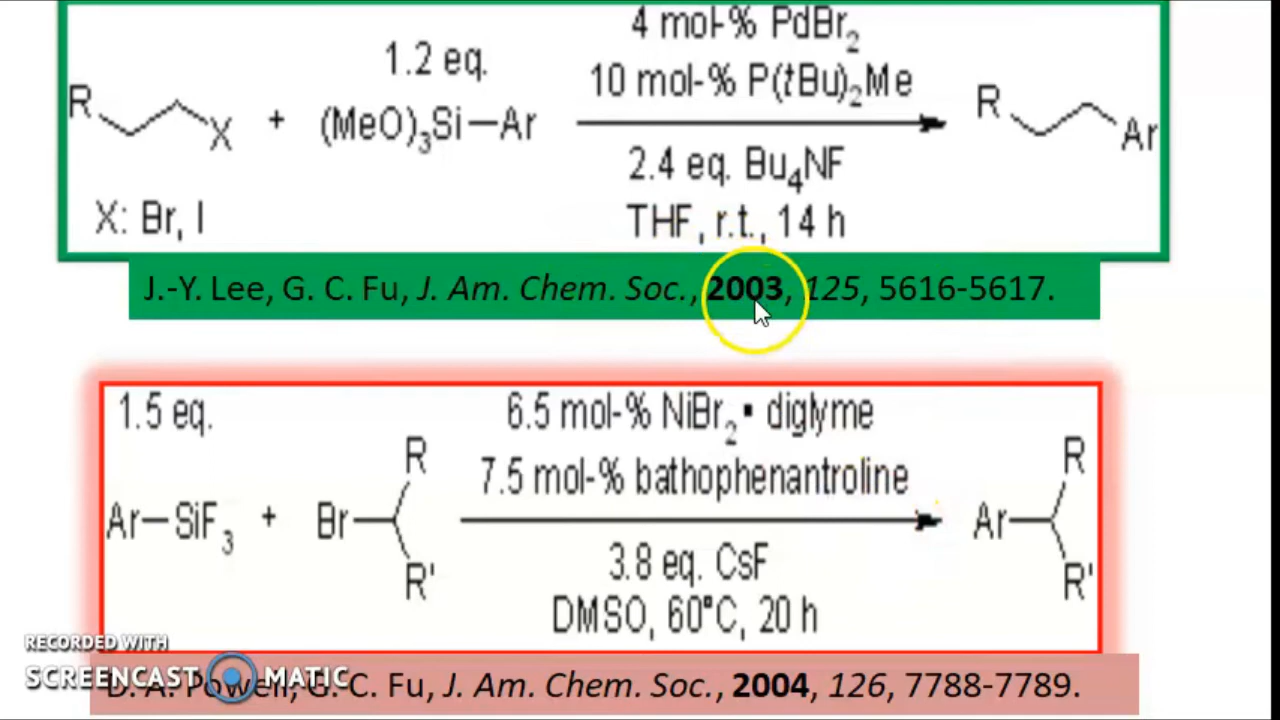 4 mol-% PdBr₂
1.2 eq.
10 mol-% P(tBu)₂Me
R
X + (MeO)₃Si–Ar
R
Ar
2.4 eq. Bu₄NF
X: Br, I
THF, r.t., 14 h
J.-Y. Lee, G. C. Fu, J. Am. Chem. Soc., 2003, 125, 5616-5617.
1.5 eq.
6.5 mol-% NiBr₂ · diglyme
R
7.5 mol-% bathophenantroline
R
Ar–SiF₃ + Br
Ar
3.8 eq. CsF
R'
R'
DMSO, 60°C, 20 h
RECORDED WITH
SCREENCAST MATIC
D. A. Powell, G. C. Fu, J. Am. Chem. Soc., 2004, 126, 7788-7789.